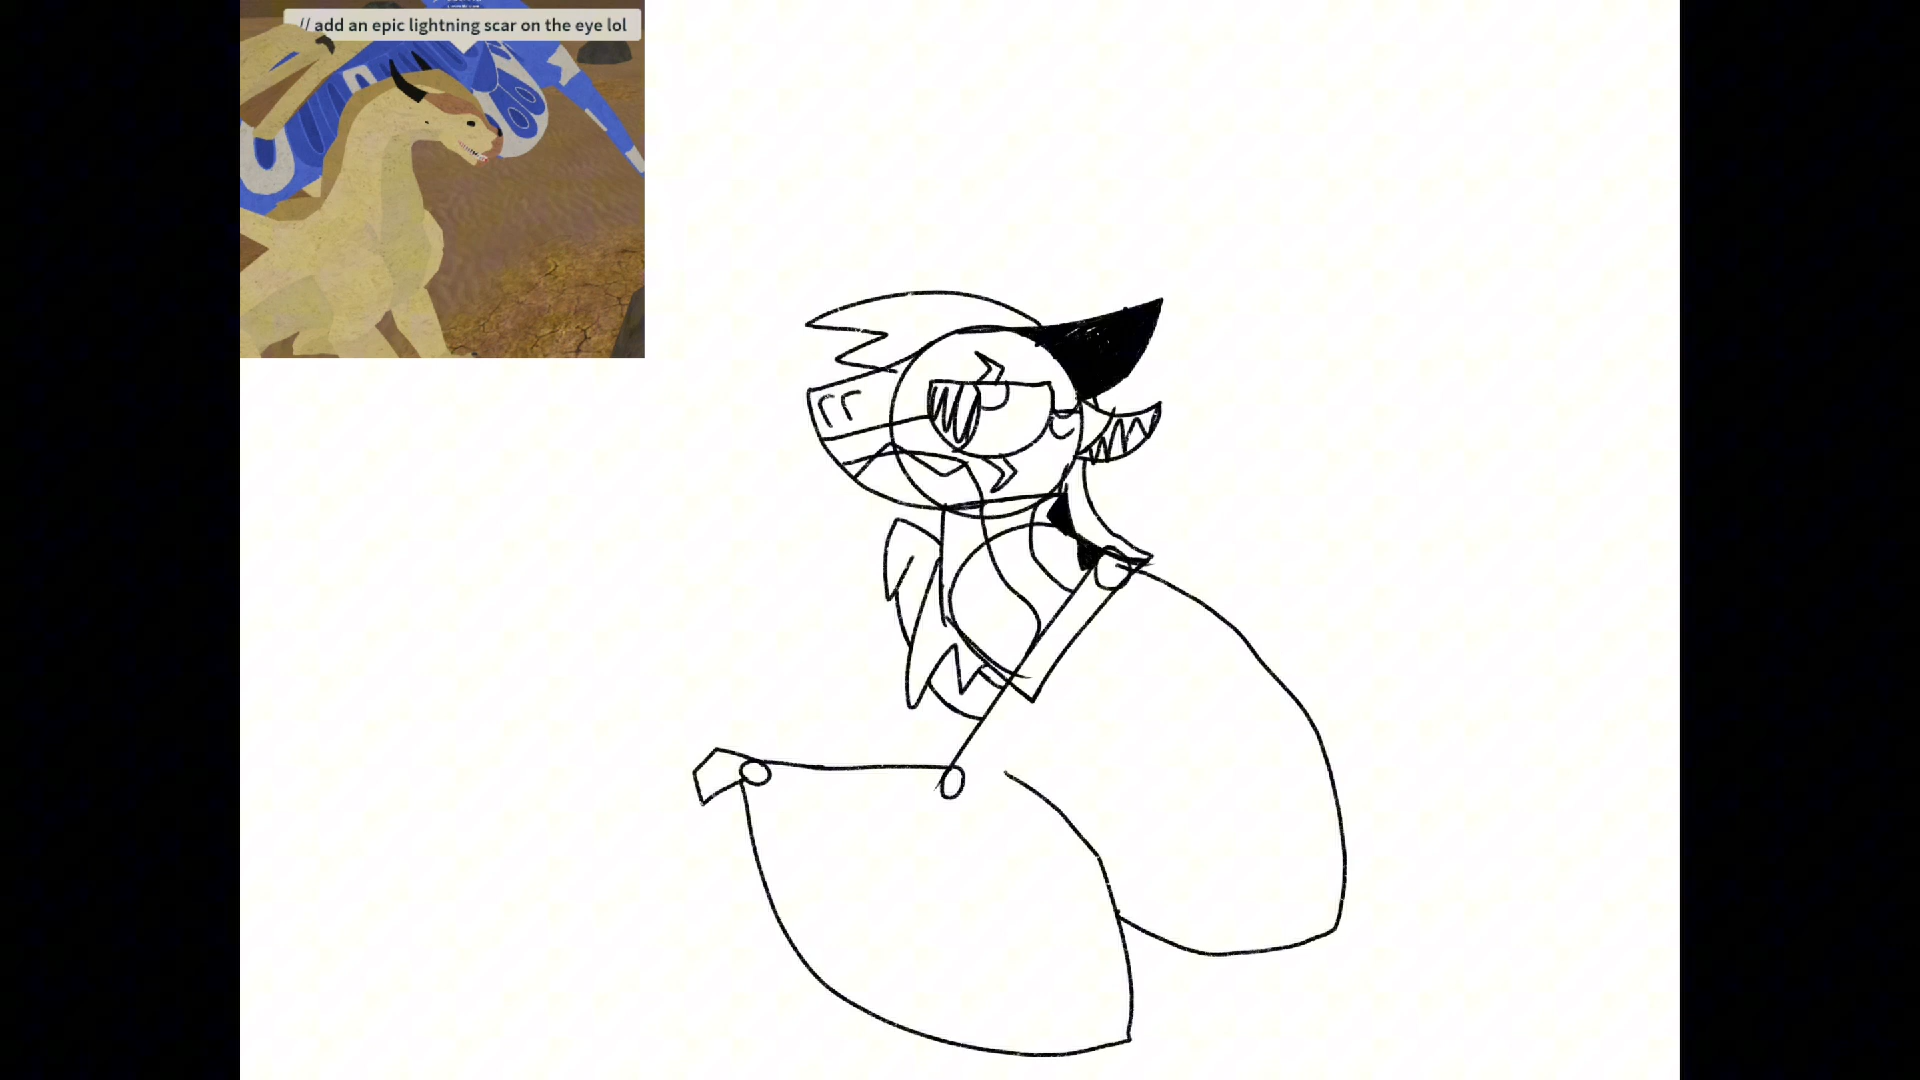 // add an epic lightning scar on the eye lol